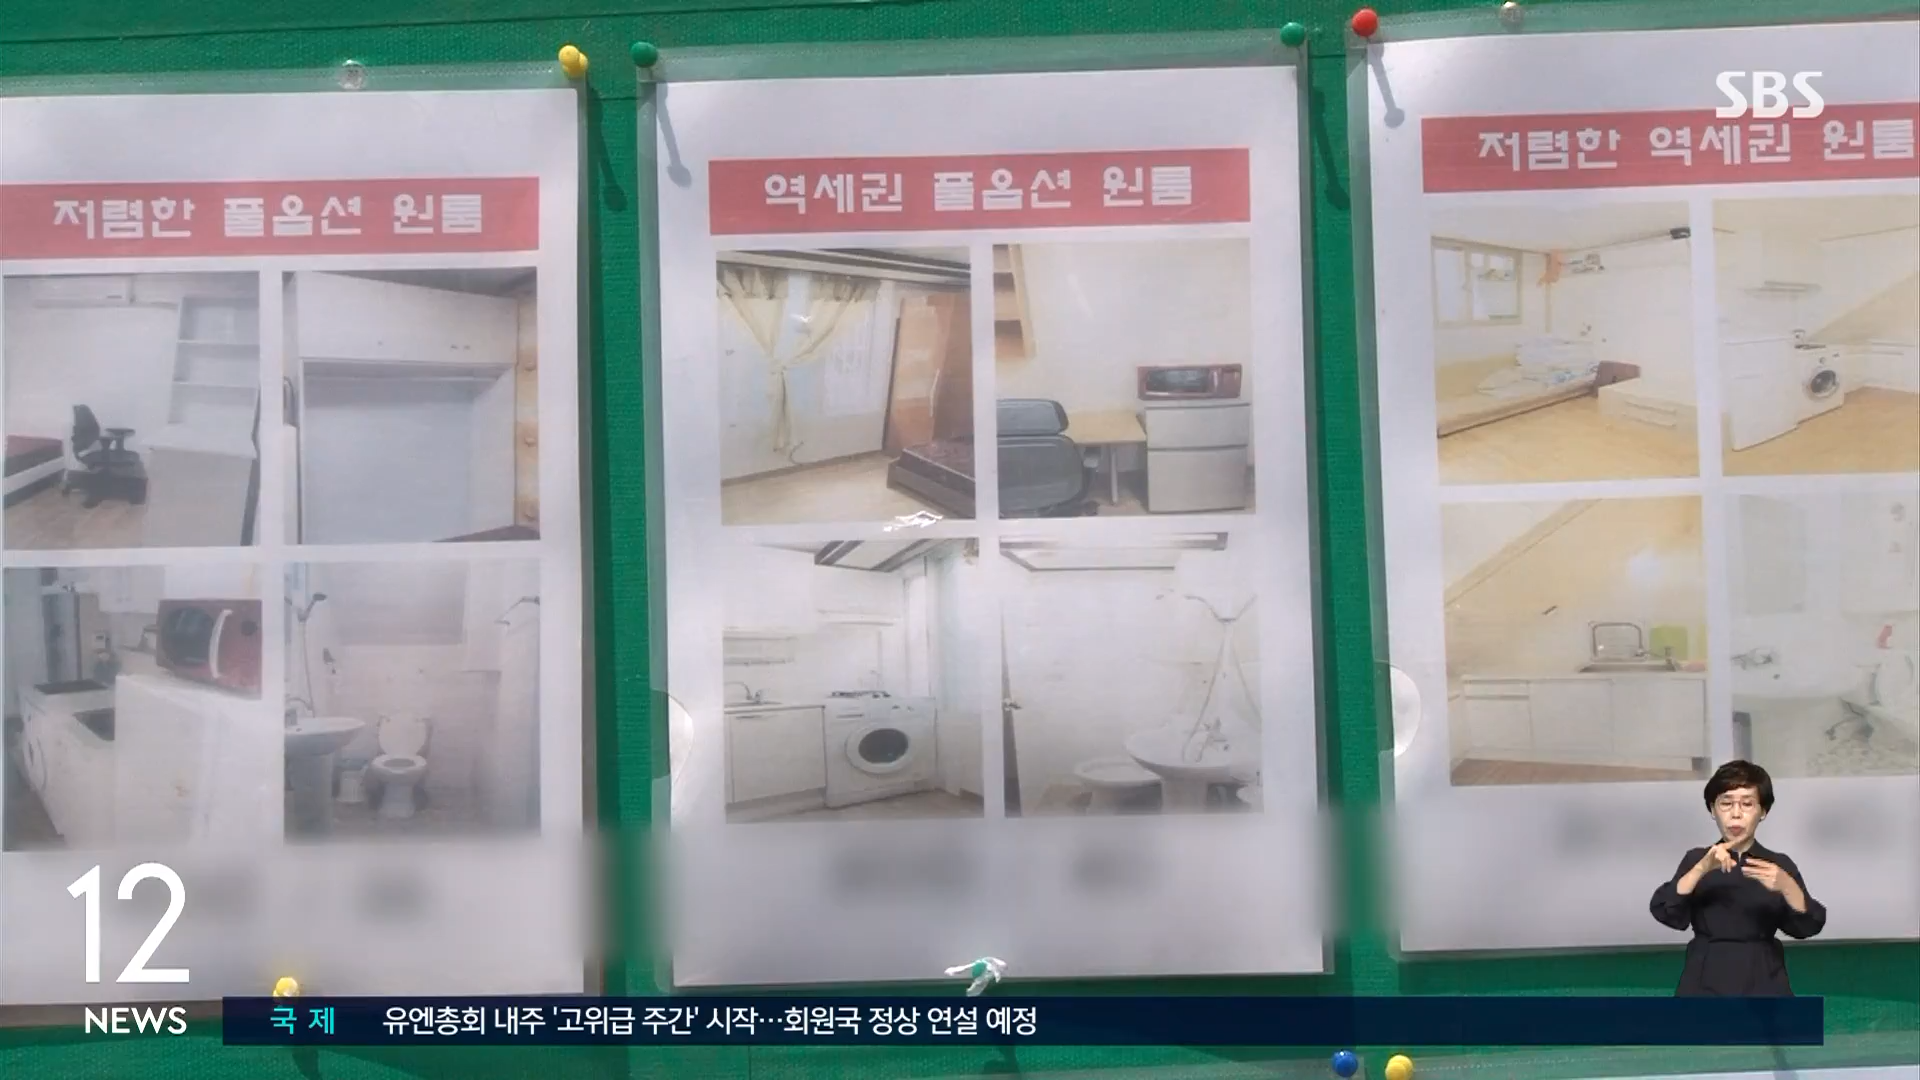 SBS
저렴한 풀옵션 원룸
역세권 풀옵션 원룸
저렴한 역세권 원룸
12
NEWS
국제 유엔총회 내주 '고위급 주간' 시작…회원국 정상 연설 예정